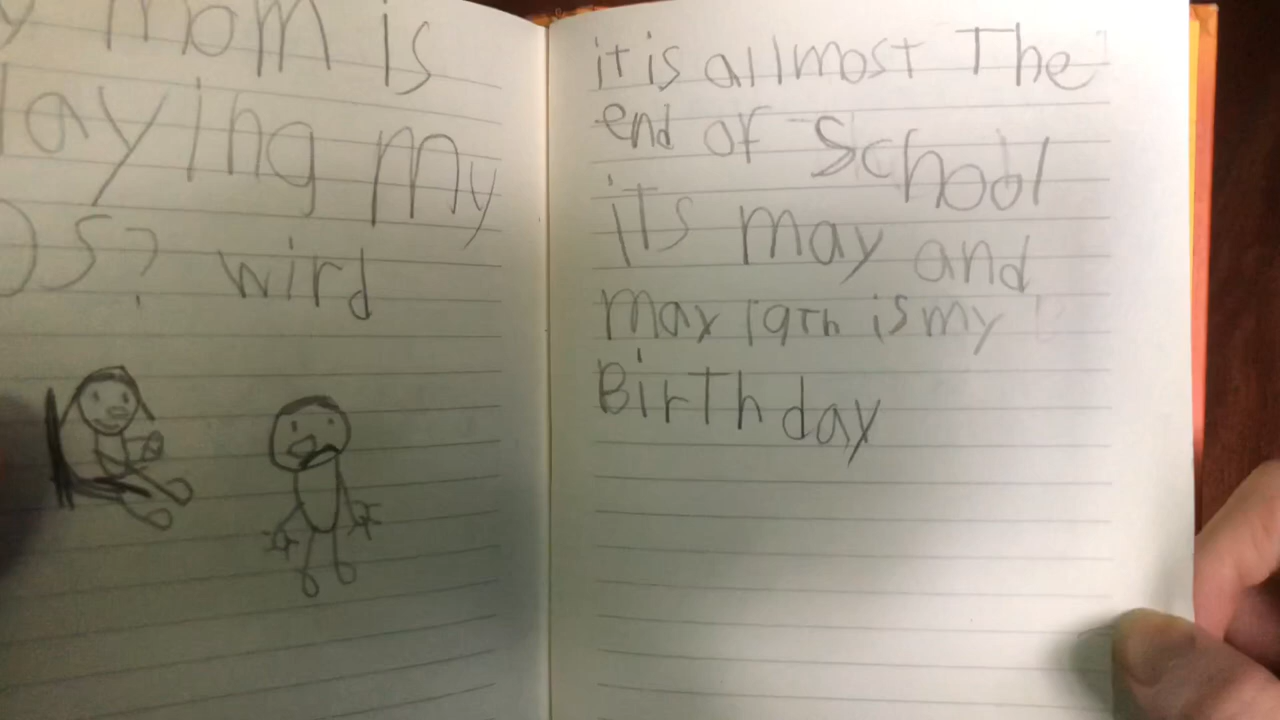 mom is
laying my
DS? wird
it is allmost The
end of School
iTs may and
may 19Th is my
BirThday